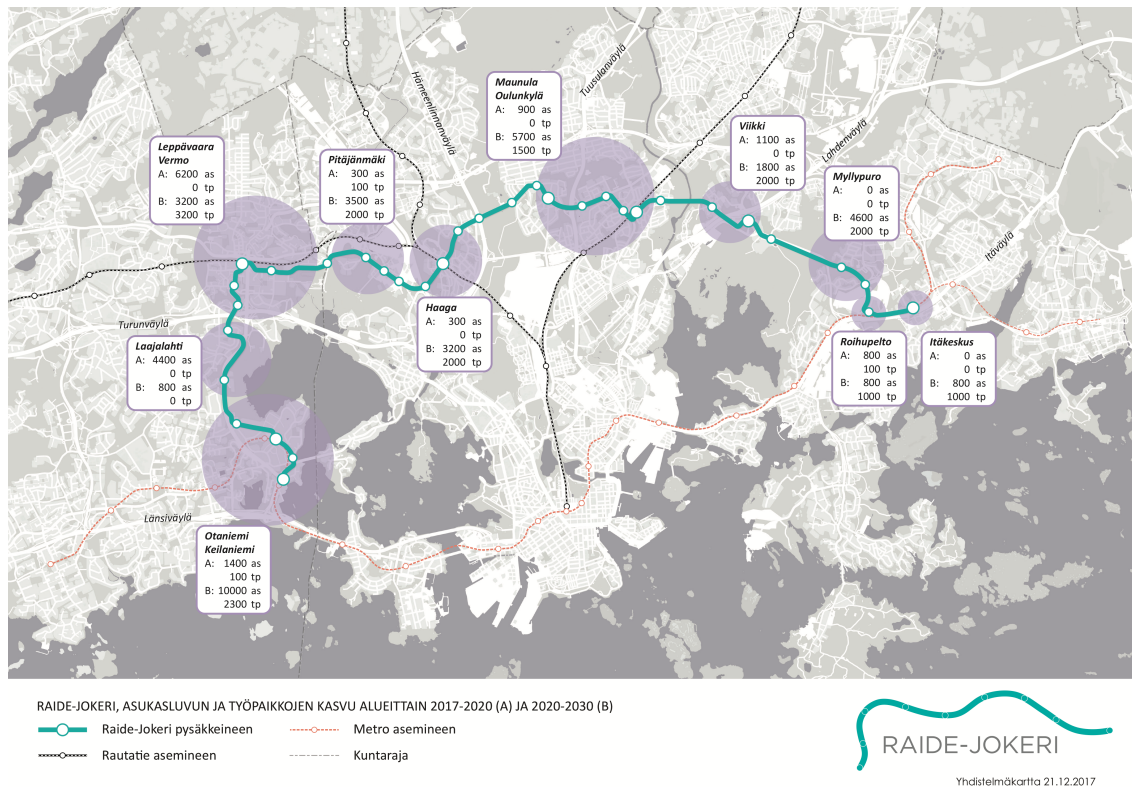 Hämeenlinnanväylä
Tuusulanväylä
Lahdenväylä
Itäväylä
Turunväylä
Länsiväylä
Maunula
Oulunkylä
A: 900 as
0 tp
B: 5700 as
1500 tp
Viikki
A: 1100 as
0 tp
B: 1800 as
2000 tp
Leppävaara
Vermo
A: 6200 as
0 tp
B: 3200 as
3200 tp
Pitäjänmäki
A: 300 as
100 tp
B: 3500 as
2000 tp
Myllypuro
A: 0 as
0 tp
B: 4600 as
2000 tp
Haaga
A: 300 as
0 tp
B: 3200 as
2000 tp
Laajalahti
A: 4400 as
0 tp
B: 800 as
0 tp
Roihupelto
A: 800 as
100 tp
B: 800 as
1000 tp
Itäkeskus
A: 0 as
0 tp
B: 800 as
1000 tp
Otaniemi
Keilaniemi
A: 1400 as
100 tp
B: 10000 as
2300 tp
RAIDE-JOKERI, ASUKASLUVUN JA TYÖPAIKKOJEN KASVU ALUEITTAIN 2017-2020 (A) JA 2020-2030 (B)
Raide-Jokeri pysäkkeineen
Metro asemineen
Rautatie asemineen
Kuntaraja
RAIDE-JOKERI
Yhdistelmäkartta 21.12.2017